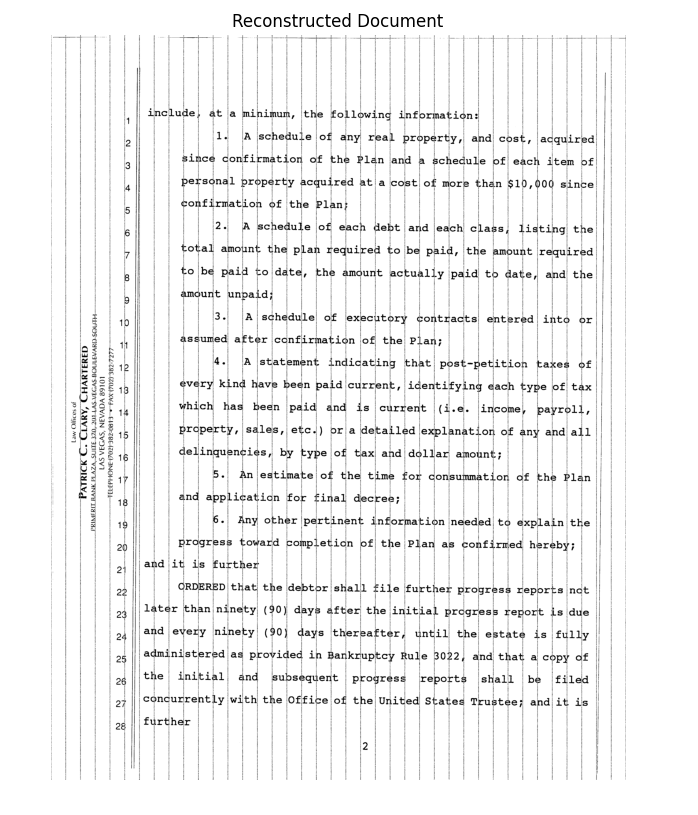 Reconstructed Document
1 include, at a minimum, the following information:
2 1. A schedule of any real property, and cost, acquired
3 since confirmation of the Plan and a schedule of each item of
4 personal property acquired at a cost of more than $10,000 since
5 confirmation of the Plan;
6 2. A schedule of each debt and each class, listing the
7 total amount the plan required to be paid, the amount required
8 to be paid to date, the amount actually paid to date, and the
9 amount unpaid;
10 3. A schedule of executory contracts entered into or
11 assumed after confirmation of the Plan;
12 4. A statement indicating that post-petition taxes of
13 every kind have been paid current, identifying each type of tax
14 which has been paid and is current (i.e. income, payroll,
15 property, sales, etc.) or a detailed explanation of any and all
16 delinquencies, by type of tax and dollar amount;
17 5. An estimate of the time for consummation of the Plan
18 and application for final decree;
19 6. Any other pertinent information needed to explain the
20 progress toward completion of the Plan as confirmed hereby;
21 and it is further
22 ORDERED that the debtor shall file further progress reports not
23 later than ninety (90) days after the initial progress report is due
24 and every ninety (90) days thereafter, until the estate is fully
25 administered as provided in Bankruptcy Rule 3022, and that a copy of
26 the initial and subsequent progress reports shall be filed
27 concurrently with the Office of the United States Trustee; and it is
28 further
2
Law Offices of
PATRICK C. CLARY, CHARTERED
PRIMERIT BANK PLAZA, SUITE 520, 201 LAS VEGAS BOULEVARD SOUTH
LAS VEGAS, NEVADA 89101
TELEPHONE (702) 382-0813 • FAX (702) 382-7277